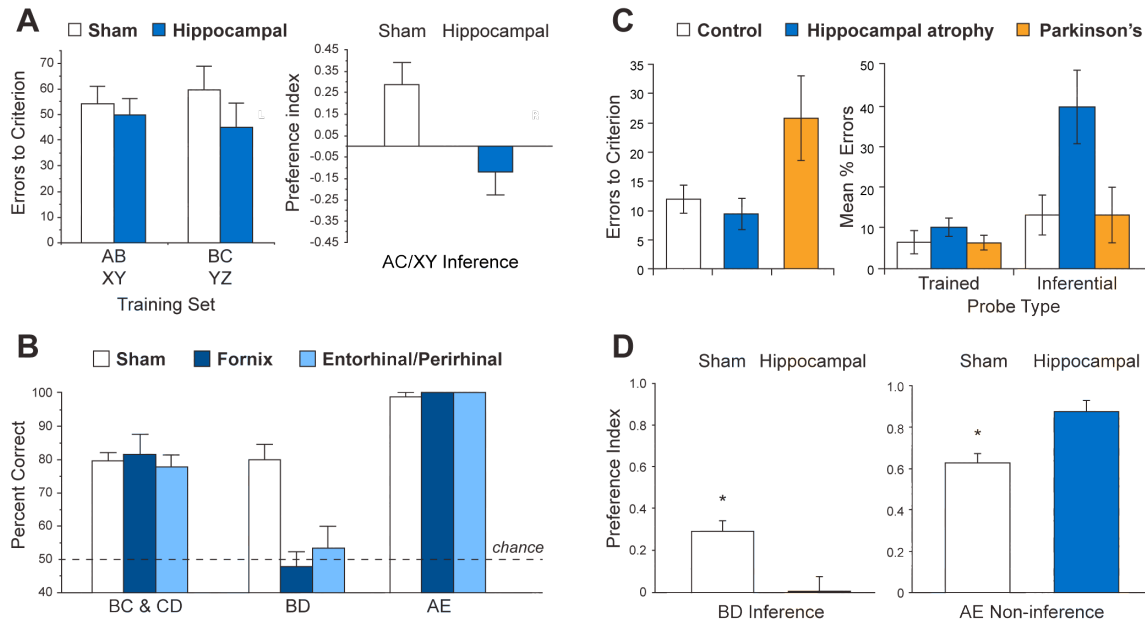 A
Sham Hippocampal
Errors to Criterion
70
60
50
40
30
20
10
0
AB
XY
BC
YZ
Training Set
Sham Hippocampal
Preference index
0.45
0.35
0.25
0.15
0.05
-0.05
-0.15
-0.25
-0.35
-0.45
AC/XY Inference
C
Control Hippocampal atrophy Parkinson's
Errors to Criterion
35
30
25
20
15
10
5
0
Mean % Errors
50
40
30
20
10
0
Trained Inferential
Probe Type
B
Sham Fornix Entorhinal/Perirhinal
Percent Correct
100
90
80
70
60
50
40
chance
BC & CD BD AE
D
Sham Hippocampal
Preference Index
1.0
0.8
0.6
0.4
0.2
0.0
*
BD Inference
Sham Hippocampal
1.0
0.8
0.6
0.4
0.2
0.0
*
AE Non-inference